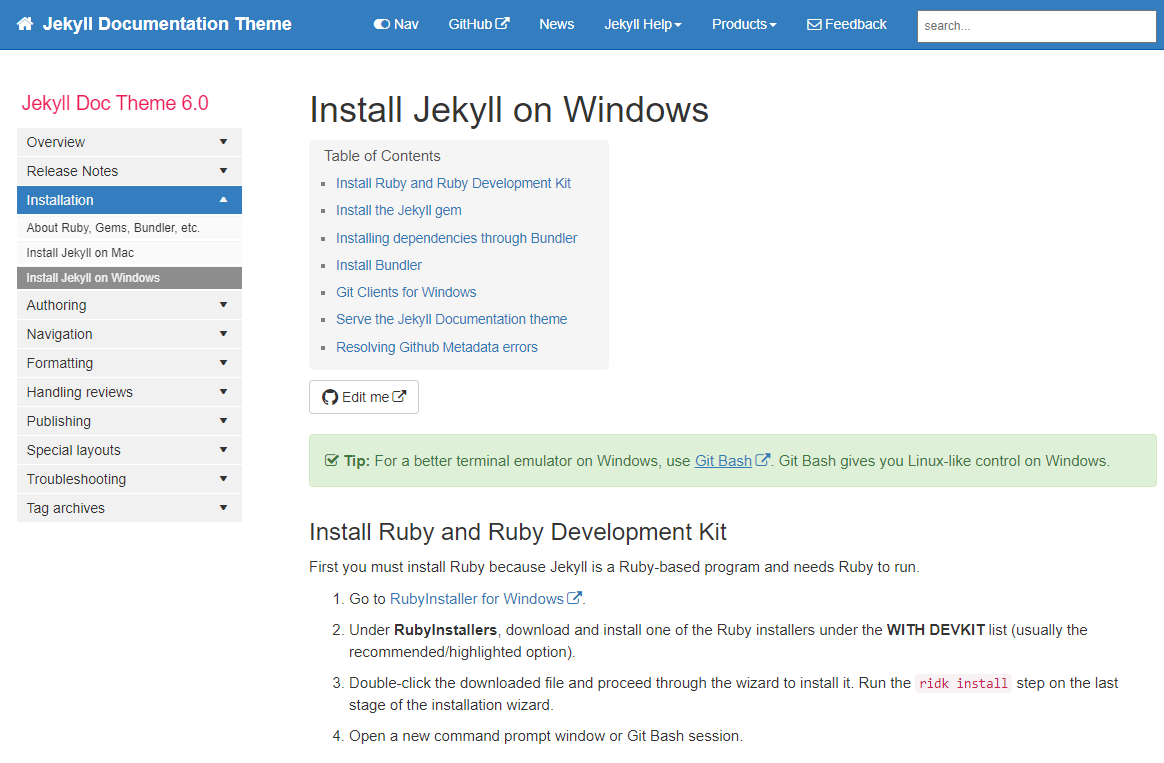 Jekyll Documentation Theme
Nav
GitHub
News
Jekyll Help
Products
Feedback
search...
Jekyll Doc Theme 6.0
Overview
Release Notes
Installation
About Ruby, Gems, Bundler, etc.
Install Jekyll on Mac
Install Jekyll on Windows
Authoring
Navigation
Formatting
Handling reviews
Publishing
Special layouts
Troubleshooting
Tag archives
Install Jekyll on Windows
Table of Contents
Install Ruby and Ruby Development Kit
Install the Jekyll gem
Installing dependencies through Bundler
Install Bundler
Git Clients for Windows
Serve the Jekyll Documentation theme
Resolving Github Metadata errors
Edit me
Tip: For a better terminal emulator on Windows, use Git Bash. Git Bash gives you Linux-like control on Windows.
Install Ruby and Ruby Development Kit
First you must install Ruby because Jekyll is a Ruby-based program and needs Ruby to run.
1. Go to RubyInstaller for Windows.
2. Under RubyInstallers, download and install one of the Ruby installers under the WITH DEVKIT list (usually the
recommended/highlighted option).
3. Double-click the downloaded file and proceed through the wizard to install it. Run the ridk install step on the last
stage of the installation wizard.
4. Open a new command prompt window or Git Bash session.